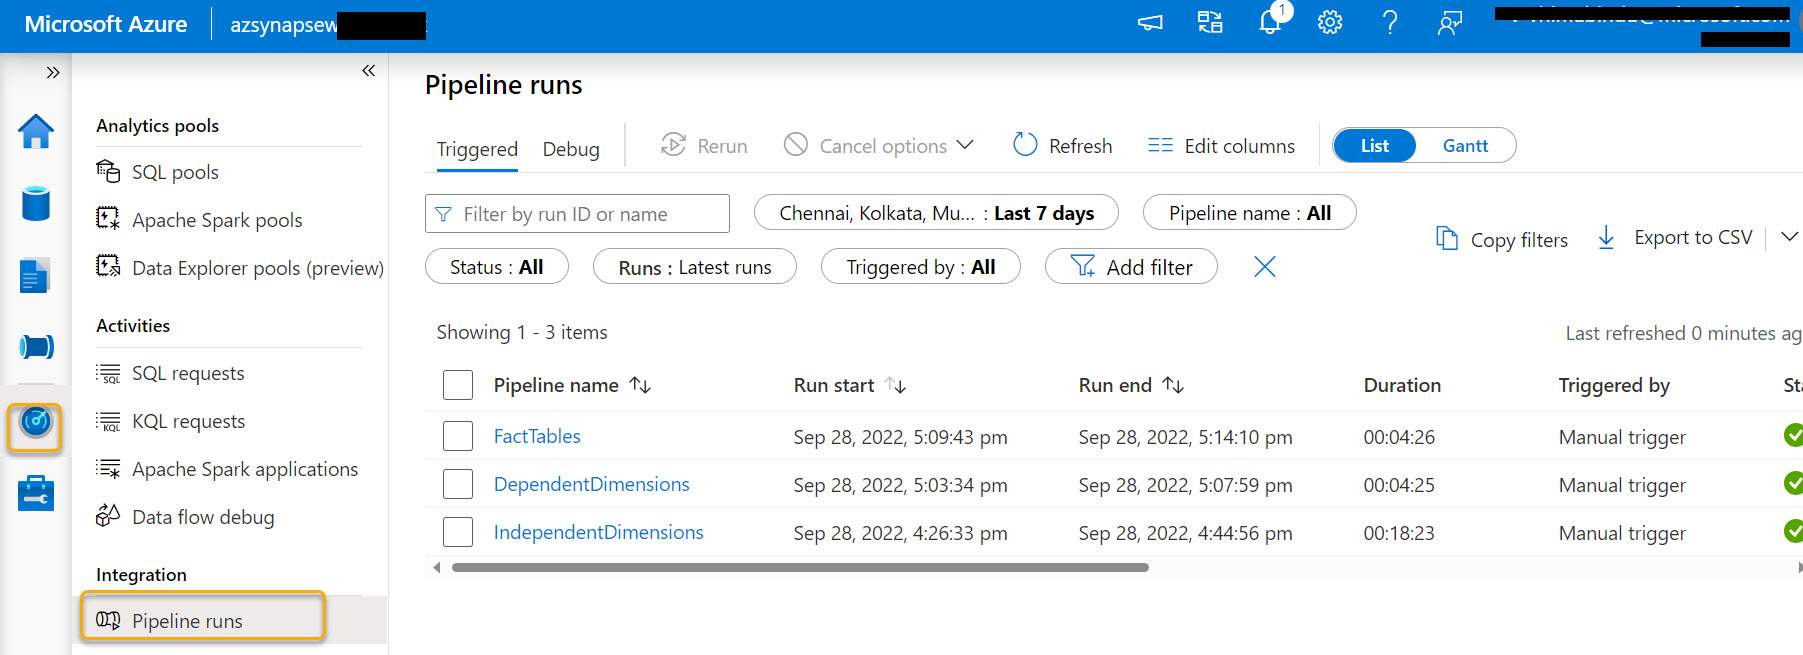 Microsoft Azure
azsynapsew
1
»
«
Analytics pools
SQL pools
Apache Spark pools
Data Explorer pools (preview)
Activities
SQL requests
KQL requests
Apache Spark applications
Data flow debug
Integration
Pipeline runs
Pipeline runs
Triggered Debug Rerun Cancel options Refresh Edit columns List Gantt
Filter by run ID or name Chennai, Kolkata, Mu... : Last 7 days Pipeline name : All
Copy filters Export to CSV
Status : All Runs : Latest runs Triggered by : All Add filter
Showing 1 - 3 items Last refreshed 0 minutes ag
Pipeline name Run start Run end Duration Triggered by Sta
FactTables Sep 28, 2022, 5:09:43 pm Sep 28, 2022, 5:14:10 pm 00:04:26 Manual trigger
DependentDimensions Sep 28, 2022, 5:03:34 pm Sep 28, 2022, 5:07:59 pm 00:04:25 Manual trigger
IndependentDimensions Sep 28, 2022, 4:26:33 pm Sep 28, 2022, 4:44:56 pm 00:18:23 Manual trigger